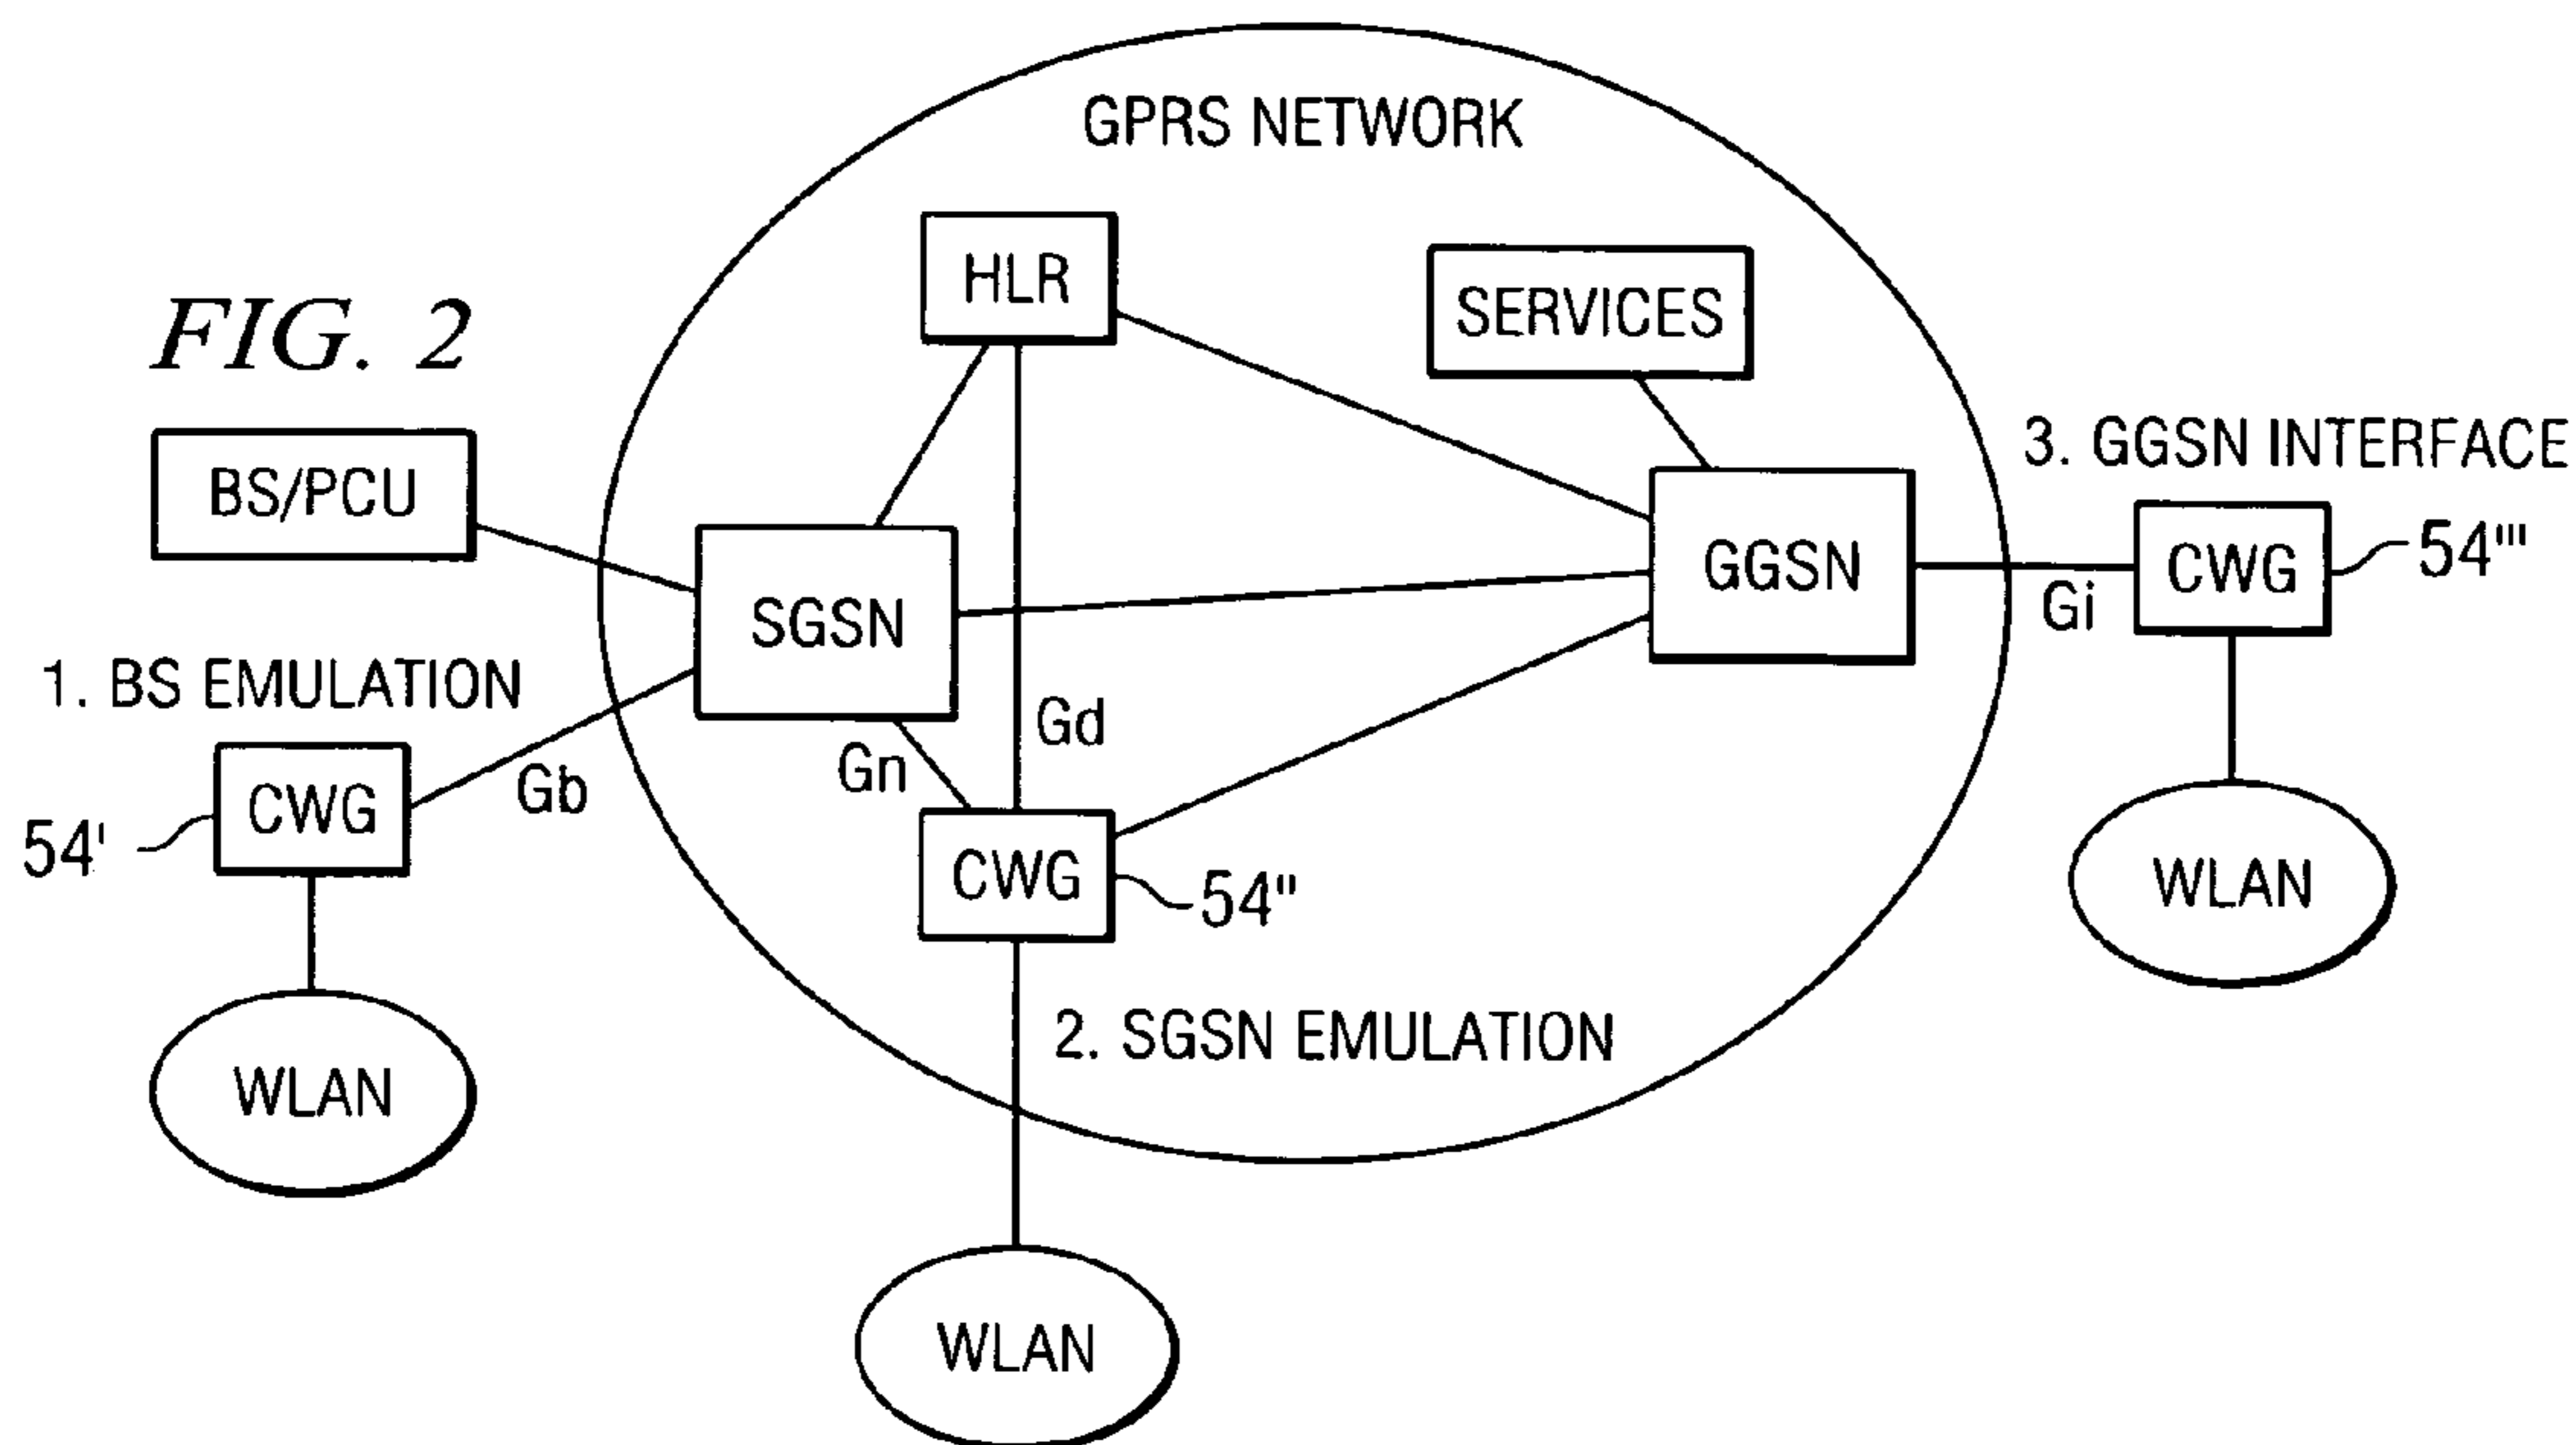 GPRS NETWORK
HLR
SERVICES
FIG. 2
3. GGSN INTERFACE
BS/PCU
SGSN
GGSN
CWG
54'''
Gi
1. BS EMULATION
Gd
Gn
Gb
CWG
54'
CWG
54"
WLAN
2. SGSN EMULATION
WLAN
WLAN